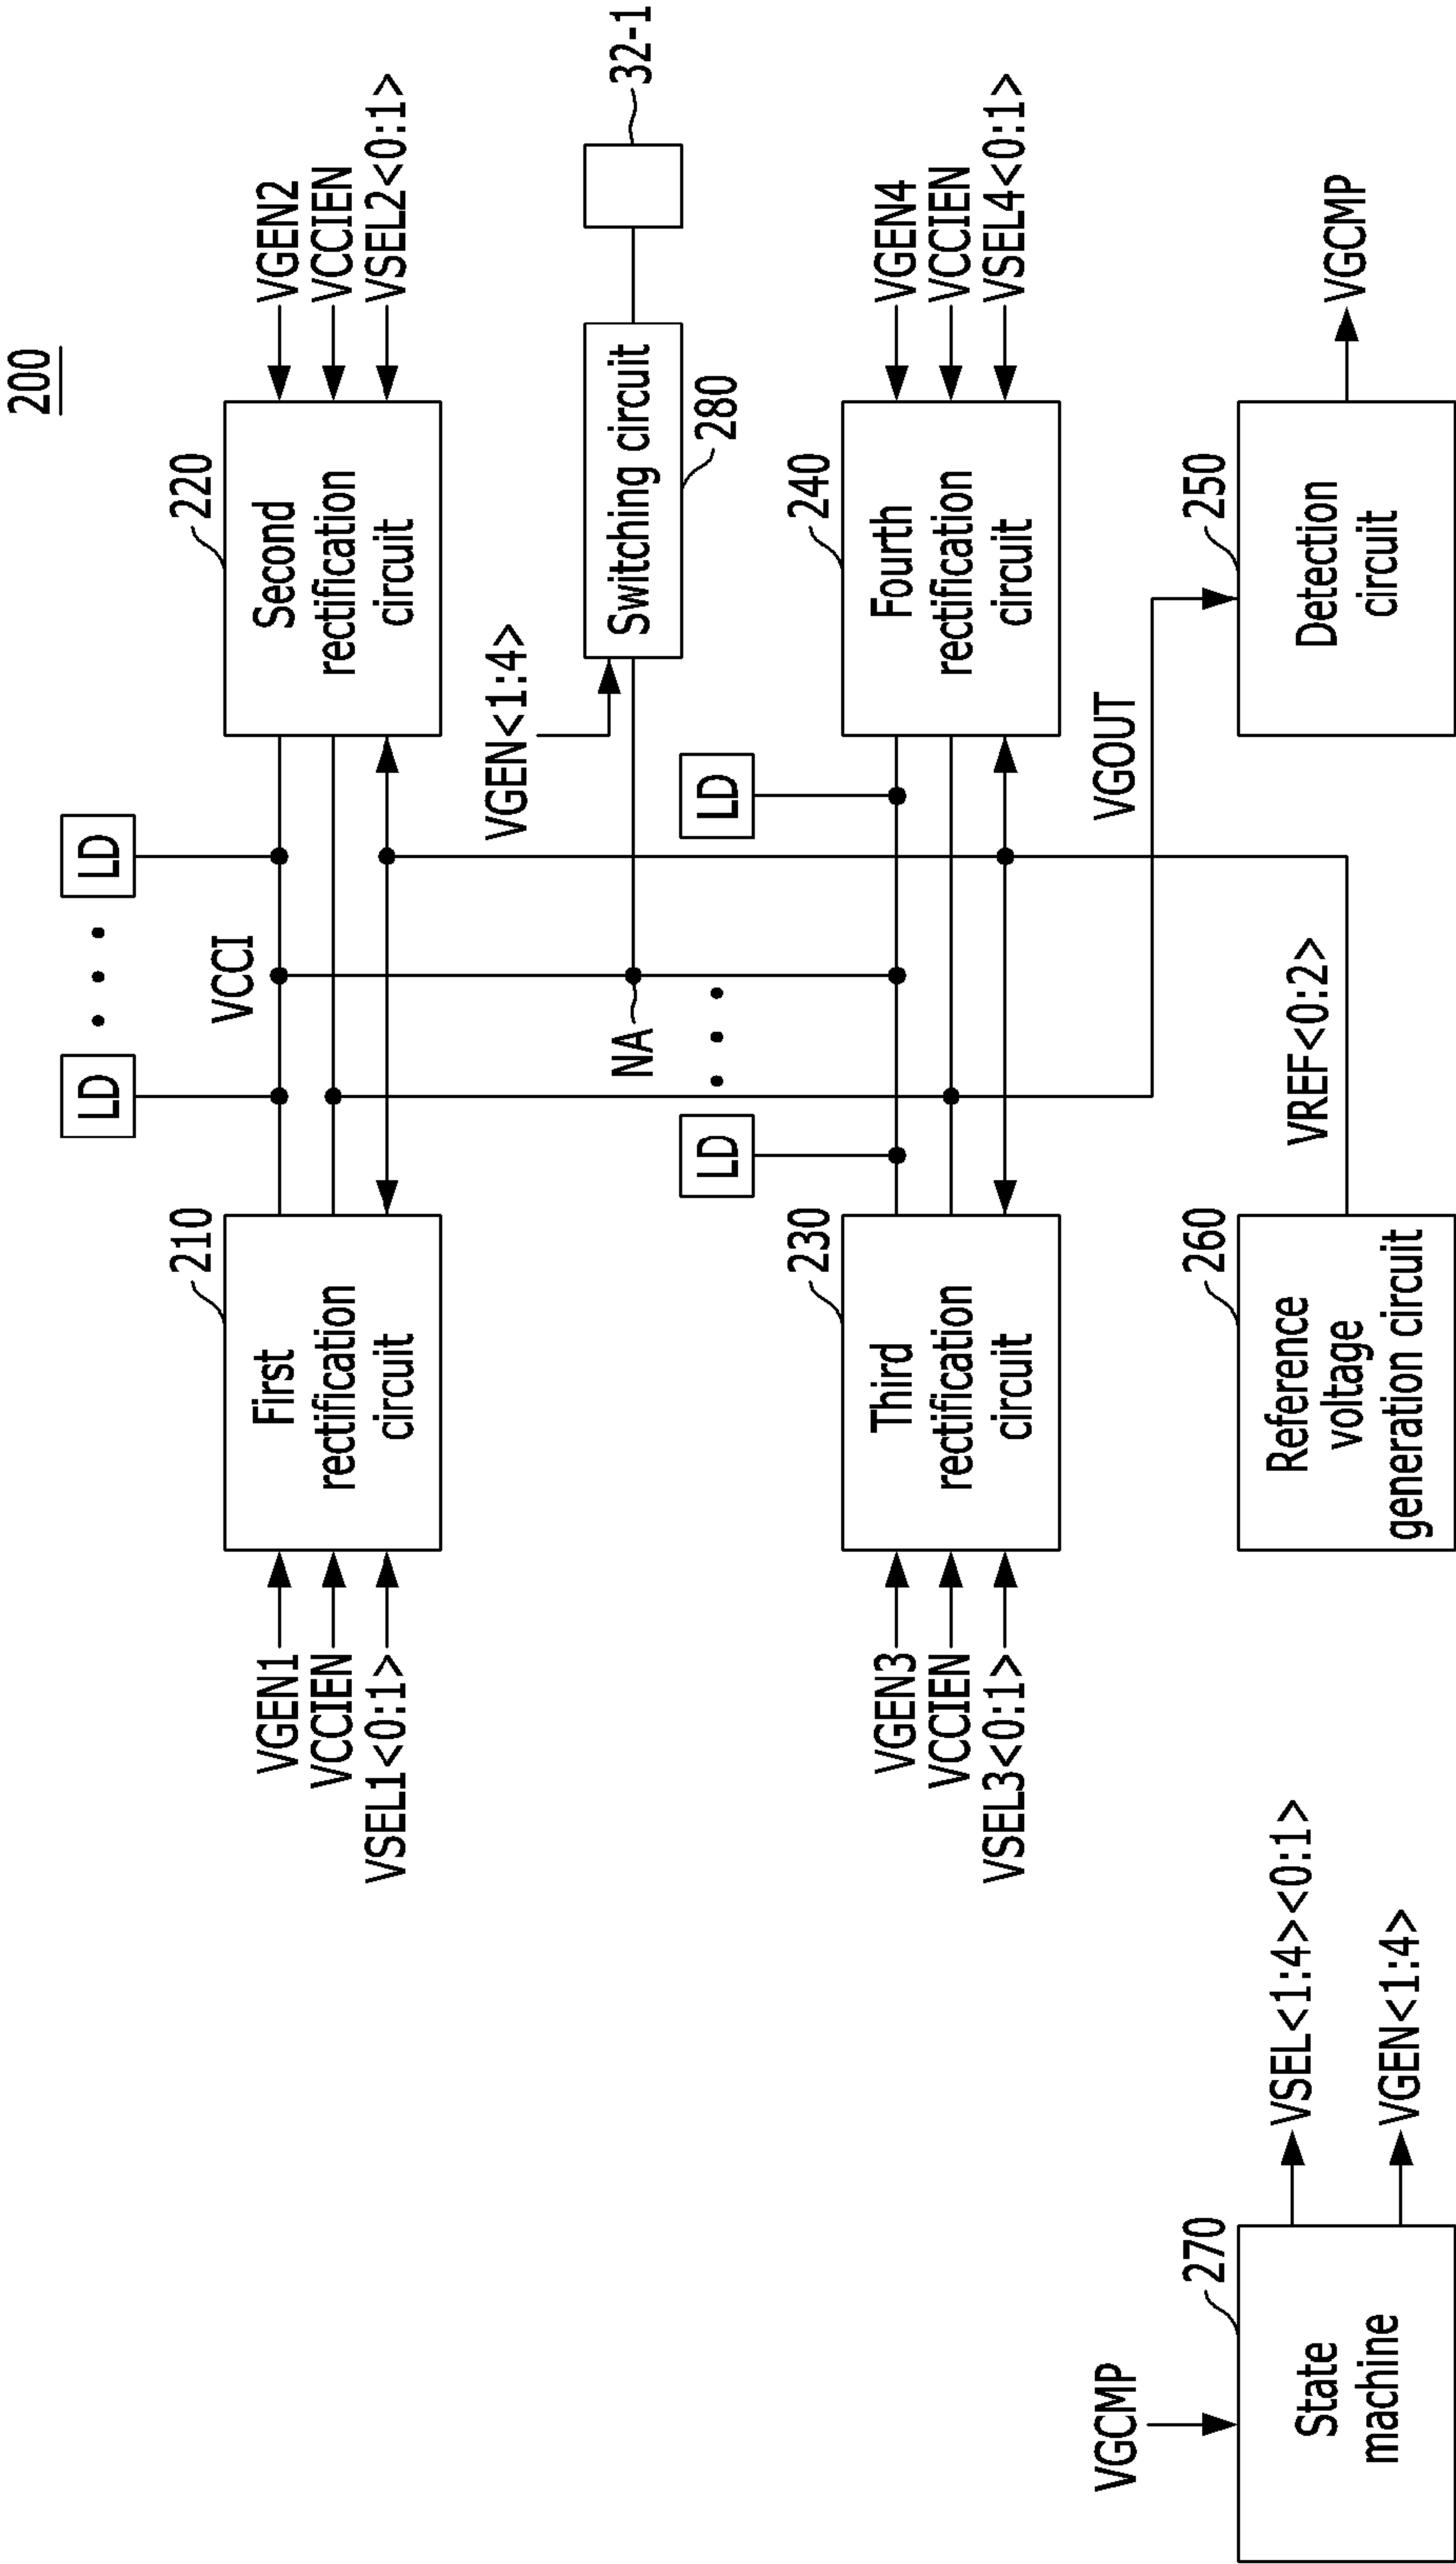 200
LD
LD
VCCI
210
220
VGEN1
VCCIEN
VSEL1<0:1>
First
rectification
circuit
Second
rectification
circuit
VGEN2
VCCIEN
VSEL2<0:1>
VGEN<1:4>
NA
Switching circuit
280
32-1
LD
LD
230
240
VGEN3
VCCIEN
VSEL3<0:1>
Third
rectification
circuit
Fourth
rectification
circuit
VGEN4
VCCIEN
VSEL4<0:1>
VGOUT
VGCMP
270
State
machine
VSEL<1:4><0:1>
VGEN<1:4>
260
Reference
voltage
generation circuit
VREF<0:2>
250
Detection
circuit
VGCMP